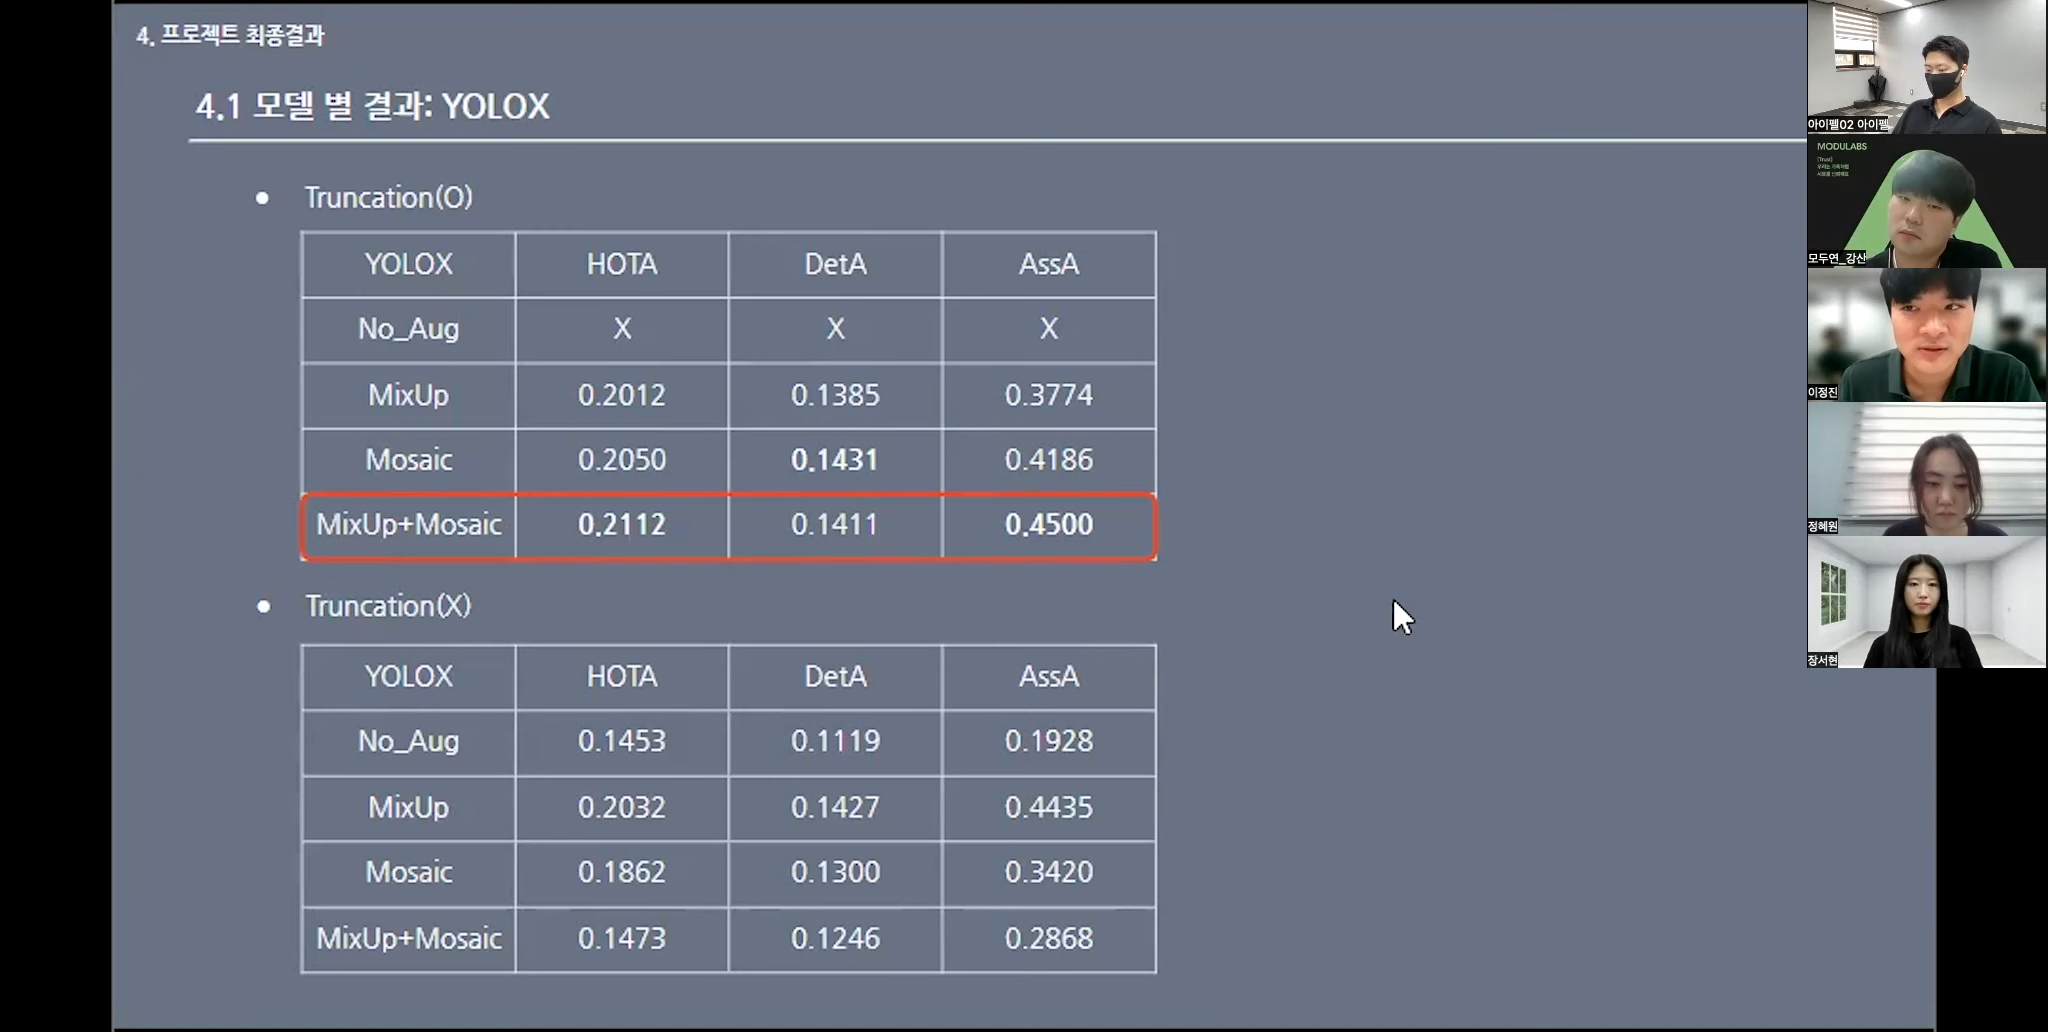 4. 프로젝트 최종결과
4.1 모델 별 결과: YOLOX
● Truncation(O)
YOLOX HOTA DetA AssA
No_Aug X X X
MixUp 0.2012 0.1385 0.3774
Mosaic 0.2050 0.1431 0.4186
MixUp+Mosaic 0.2112 0.1411 0.4500
● Truncation(X)
YOLOX HOTA DetA AssA
No_Aug 0.1453 0.1119 0.1928
MixUp 0.2032 0.1427 0.4435
Mosaic 0.1862 0.1300 0.3420
MixUp+Mosaic 0.1473 0.1246 0.2868
아이펠02 아이펠
MODULABS
[Trust]
모두연_강산
이정진
정혜원
장서현